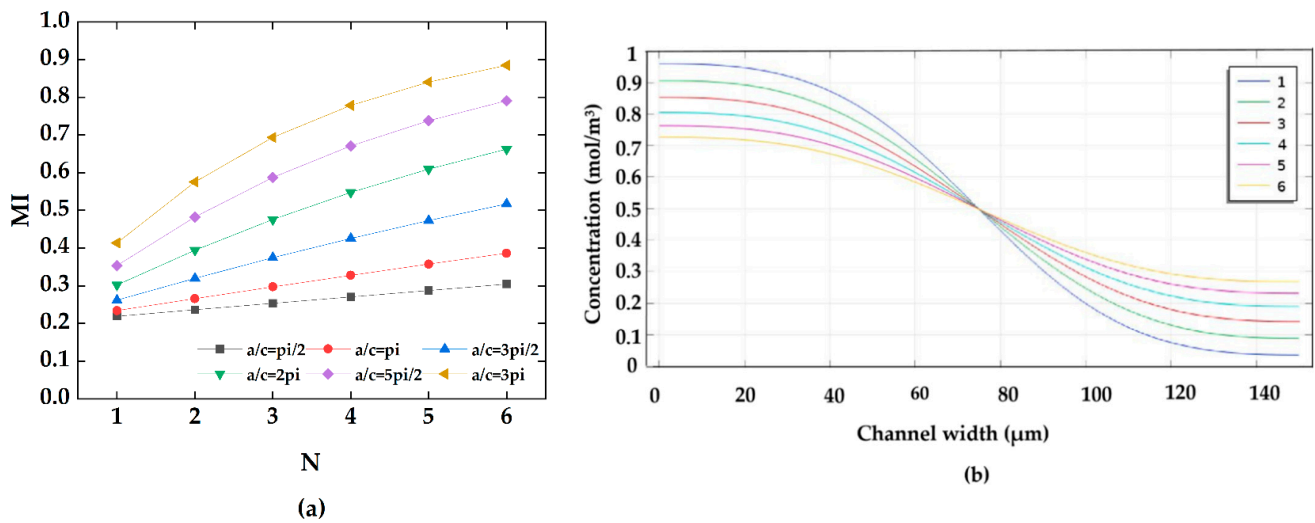 MI
1.0
0.9
0.8
0.7
0.6
0.5
0.4
0.3
0.2
0.1
0.0
a/c=pi/2 a/c=pi a/c=3pi/2
a/c=2pi a/c=5pi/2 a/c=3pi
1 2 3 4 5 6
N
(a)
Concentration (mol/m³)
1
0.9
0.8
0.7
0.6
0.5
0.4
0.3
0.2
0.1
0
1
2
3
4
5
6
0 20 40 60 80 100 120 140
Channel width (μm)
(b)